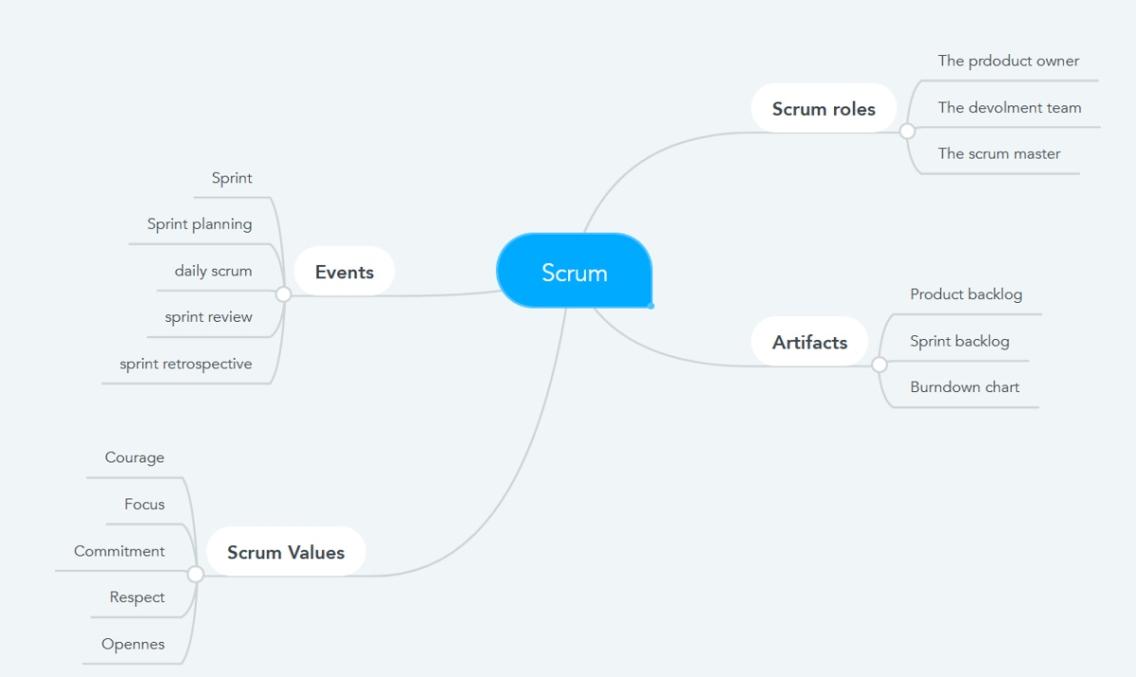 Scrum
Scrum roles
The prdoduct owner
The devolment team
The scrum master
Artifacts
Product backlog
Sprint backlog
Burndown chart
Events
Sprint
Sprint planning
daily scrum
sprint review
sprint retrospective
Scrum Values
Courage
Focus
Commitment
Respect
Opennes